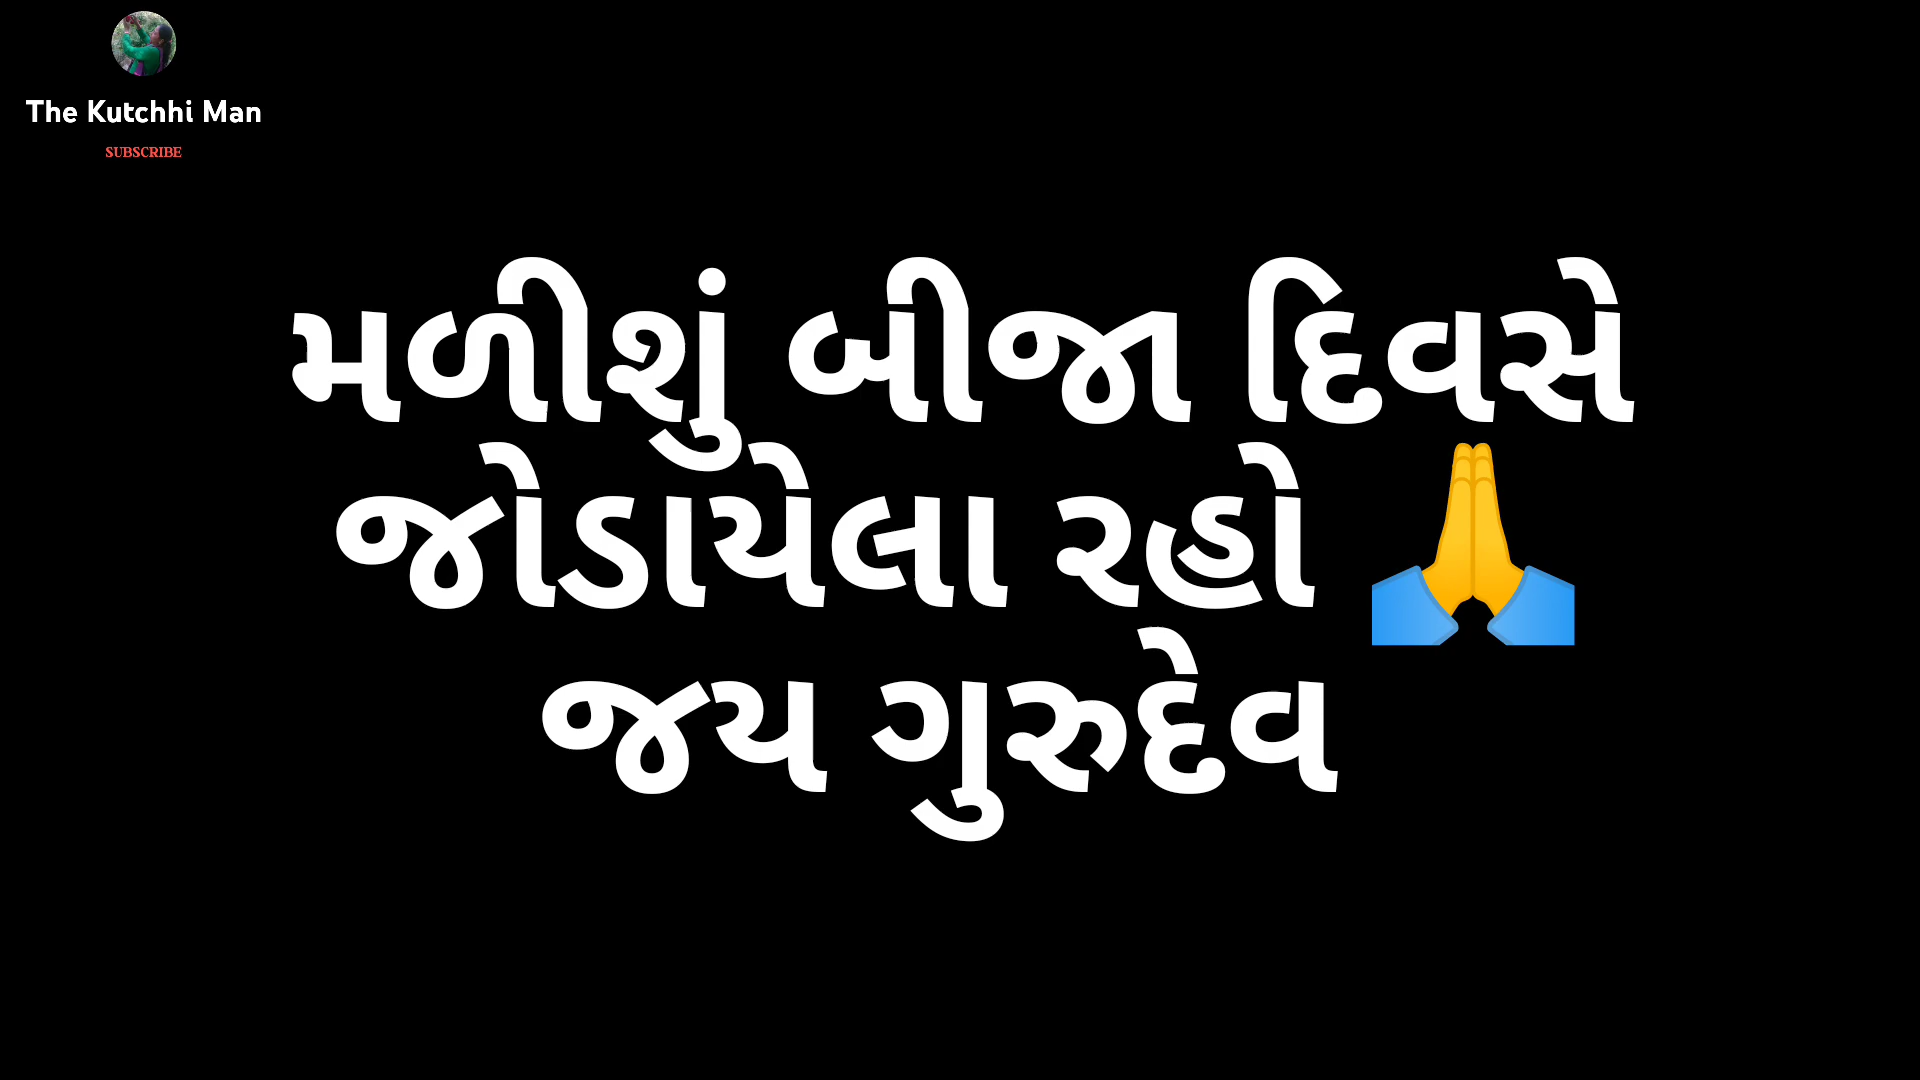 The Kutchhi Man
SUBSCRIBE
મળીશું બીજા દિવસે
જોડાયેલા રહો 🙏
જય ગુરુદેવ